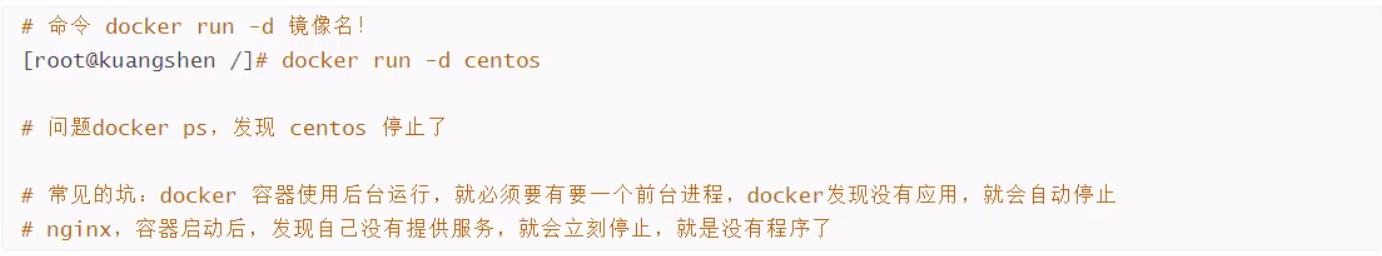 # 命令 docker run -d 镜像名！
[root@kuangshen /]# docker run -d centos
# 问题docker ps，发现 centos 停止了
# 常见的坑：docker 容器使用后台运行，就必须要有要一个前台进程，docker发现没有应用，就会自动停止
# nginx，容器启动后，发现自己没有提供服务，就会立刻停止，就是没有程序了